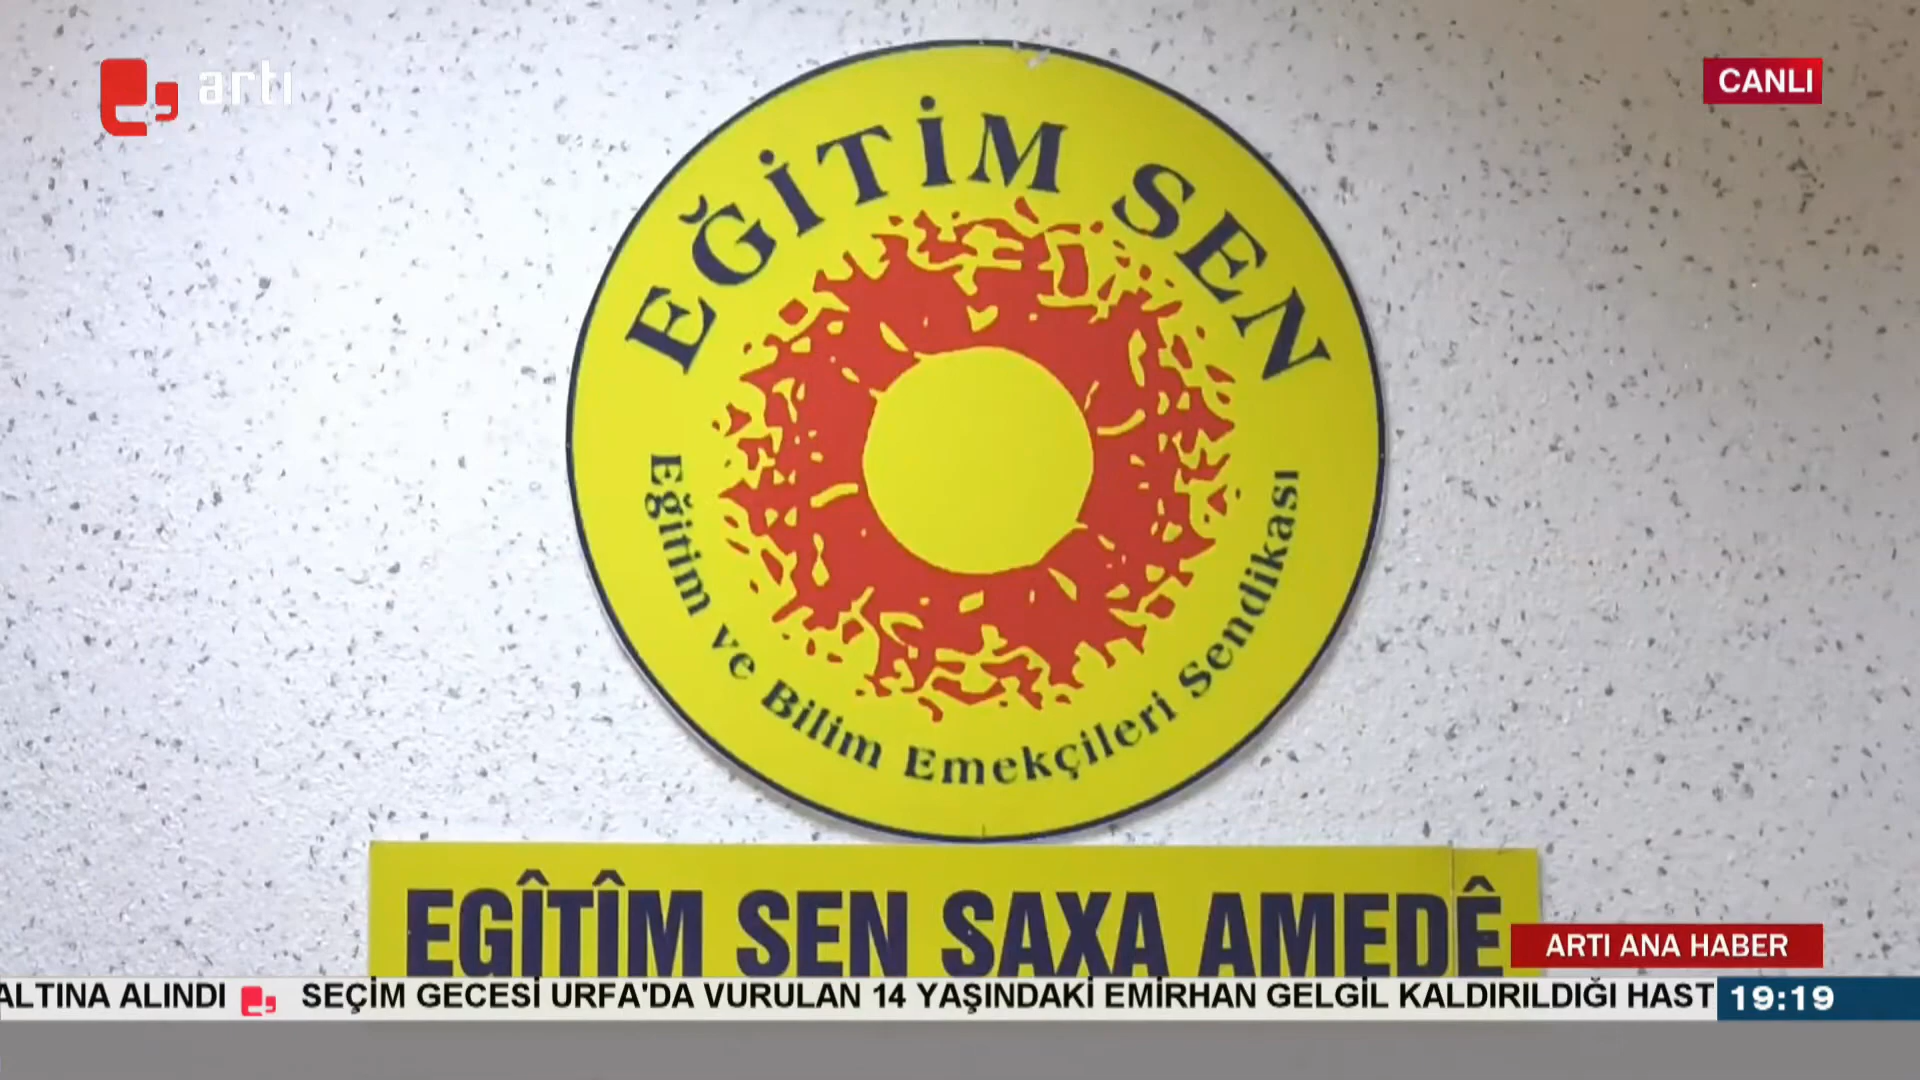 artı
CANLI
EĞİTİM SEN
Eğitim ve Bilim Emekçileri Sendikası
EGÎTÎM SEN SAXA AMEDÊ
ARTI ANA HABER
ALTINA ALINDI SEÇİM GECESİ URFA'DA VURULAN 14 YAŞINDAKİ EMİRHAN GELGİL KALDIRILDIĞI HAST
19:19